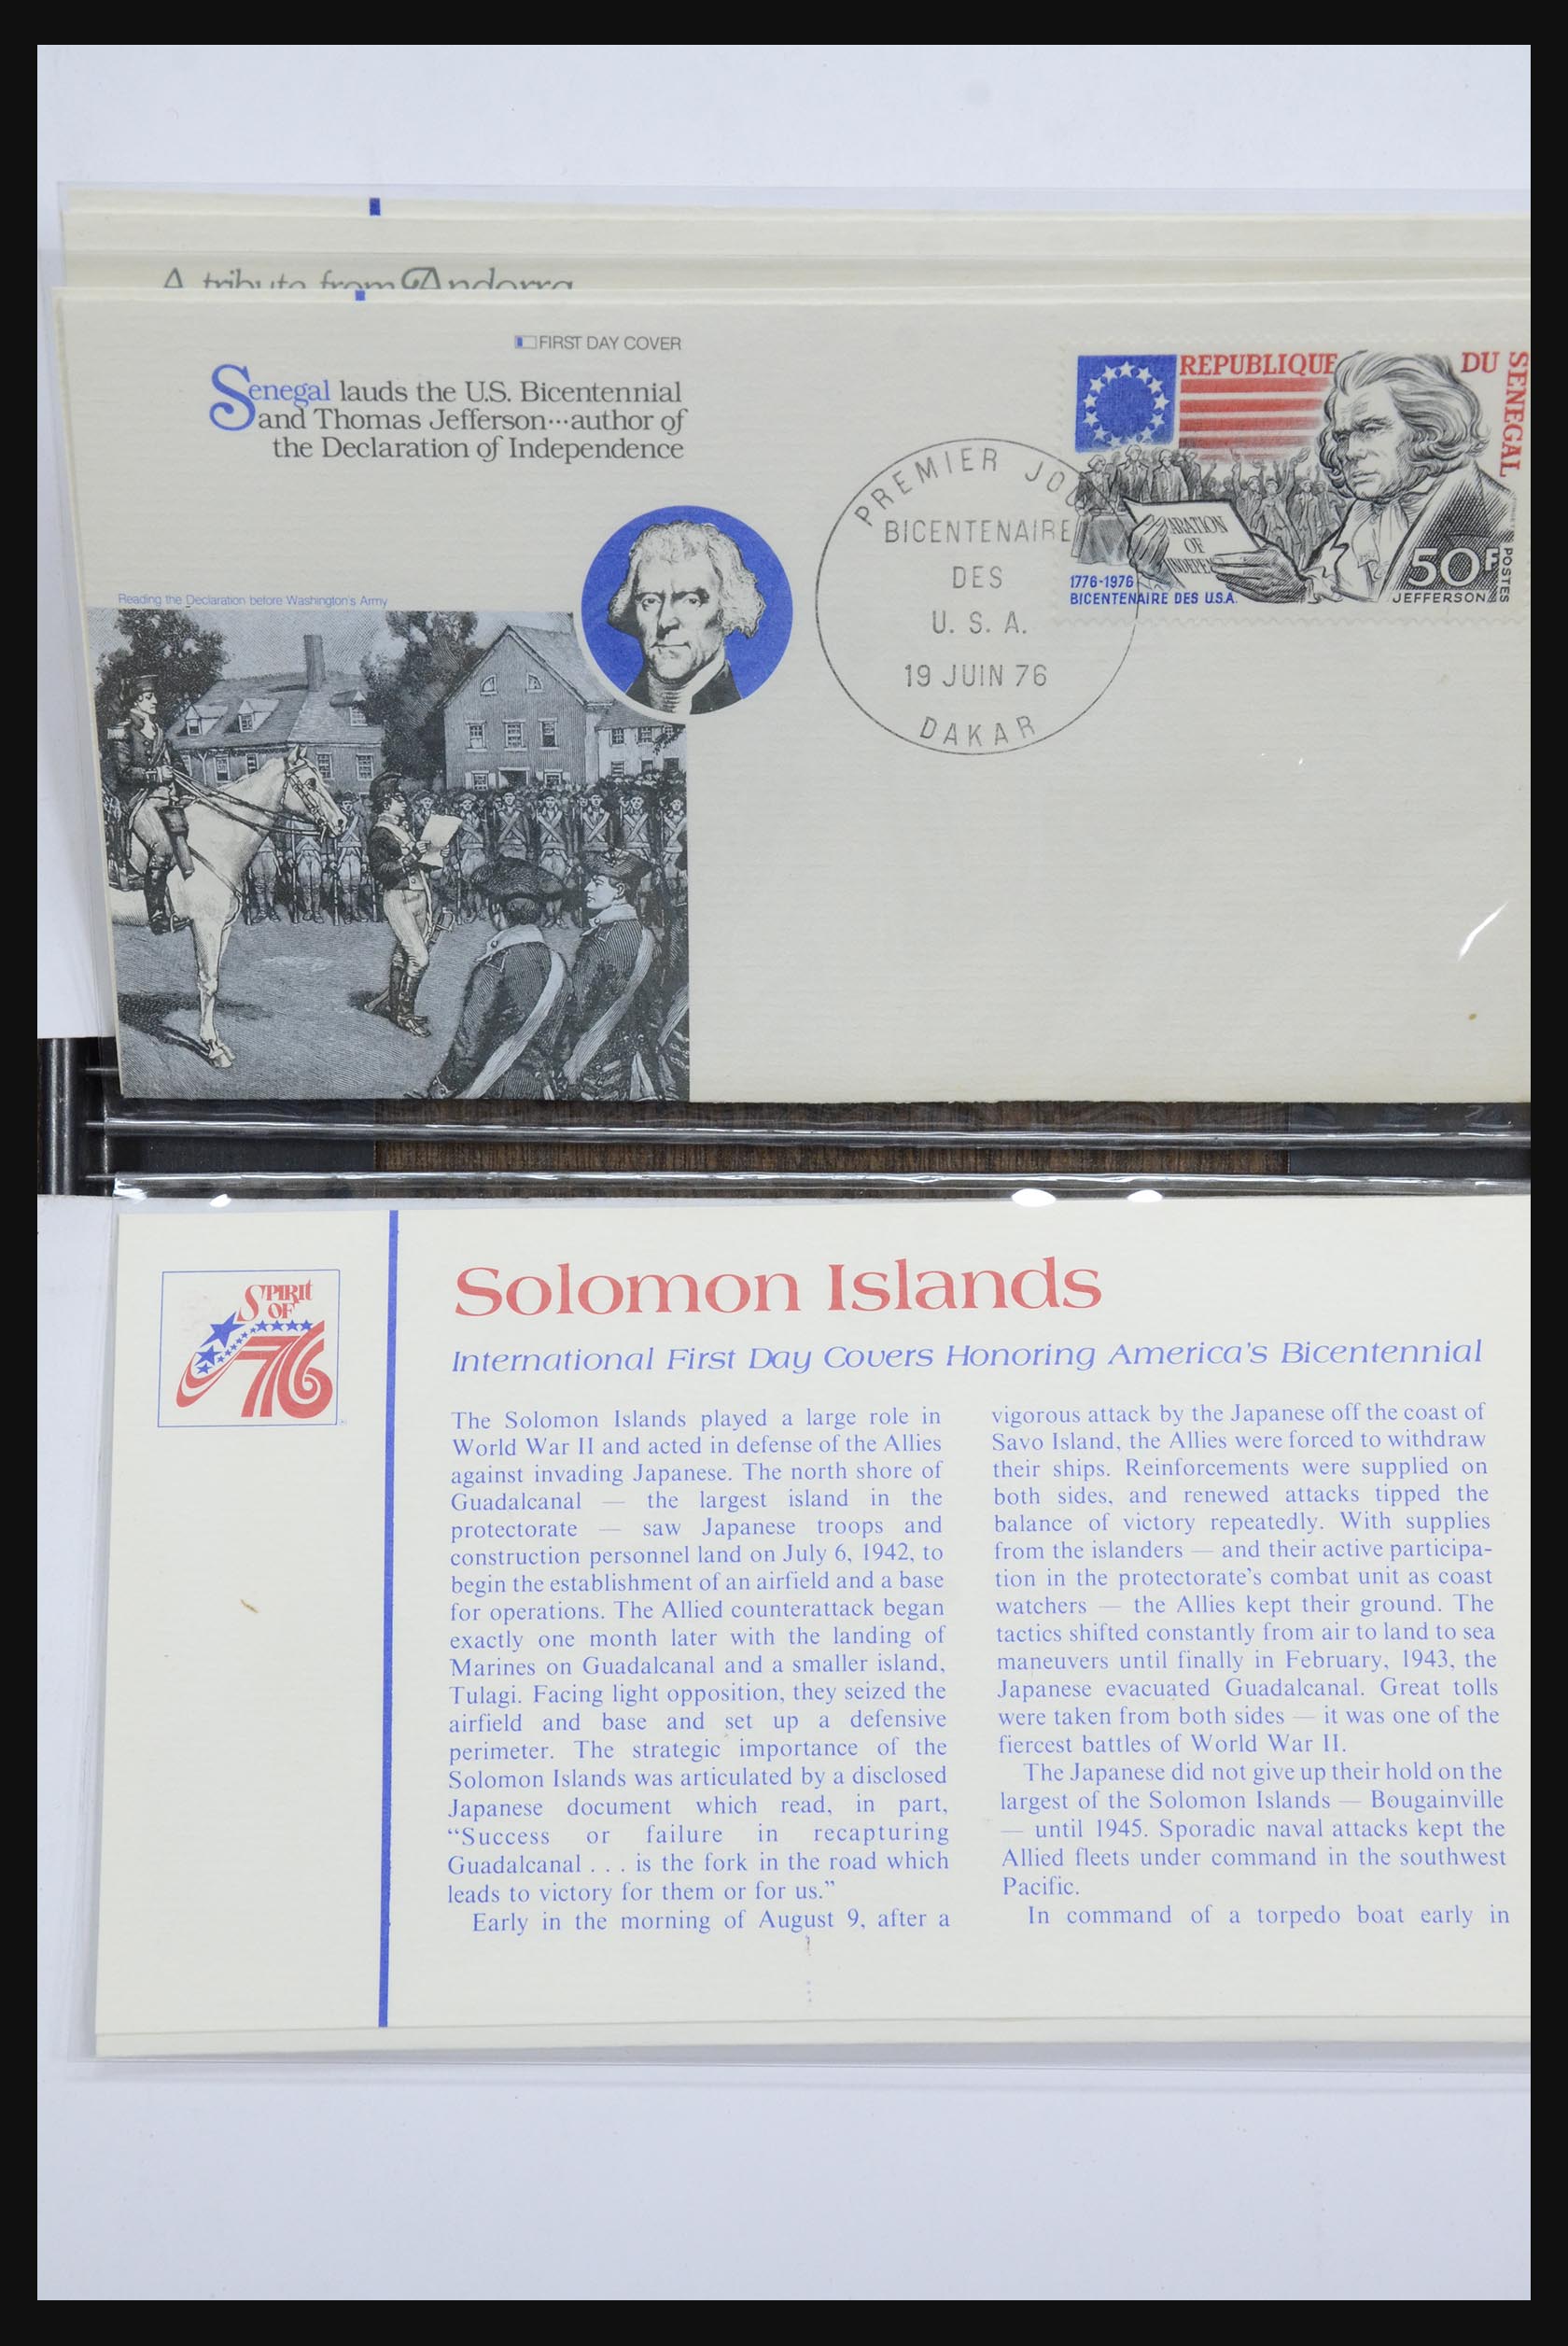 A tribute from Andorra
FIRST DAY COVER
Senegal lauds the U.S. Bicentennial
and Thomas Jefferson···author of
the Declaration of Independence
Reading the Declaration before Washington's Army
PREMIER JOU
BICENTENAIRE
DES
U. S. A.
19 JUIN 76
DAKAR
REPUBLIQUE DU SENEGAL
ARATION
OF
INDEPEN
1776-1976
BICENTENAIRE DES U.S.A.
50F
POSTES
JEFFERSON
SPIRIT
OF
76
Solomon Islands
International First Day Covers Honoring America's Bicentennial
The Solomon Islands played a large role in
World War II and acted in defense of the Allies
against invading Japanese. The north shore of
Guadalcanal — the largest island in the
protectorate — saw Japanese troops and
construction personnel land on July 6, 1942, to
begin the establishment of an airfield and a base
for operations. The Allied counterattack began
exactly one month later with the landing of
Marines on Guadalcanal and a smaller island,
Tulagi. Facing light opposition, they seized the
airfield and base and set up a defensive
perimeter. The strategic importance of the
Solomon Islands was articulated by a disclosed
Japanese document which read, in part,
“Success or failure in recapturing
Guadalcanal . . . is the fork in the road which
leads to victory for them or for us.”
Early in the morning of August 9, after a
vigorous attack by the Japanese off the coast of
Savo Island, the Allies were forced to withdraw
their ships. Reinforcements were supplied on
both sides, and renewed attacks tipped the
balance of victory repeatedly. With supplies
from the islanders — and their active participa-
tion in the protectorate's combat unit as coast
watchers — the Allies kept their ground. The
tactics shifted constantly from air to land to sea
maneuvers until finally in February, 1943, the
Japanese evacuated Guadalcanal. Great tolls
were taken from both sides — it was one of the
fiercest battles of World War II.
The Japanese did not give up their hold on the
largest of the Solomon Islands — Bougainville
— until 1945. Sporadic naval attacks kept the
Allied fleets under command in the southwest
Pacific.
In command of a torpedo boat early in